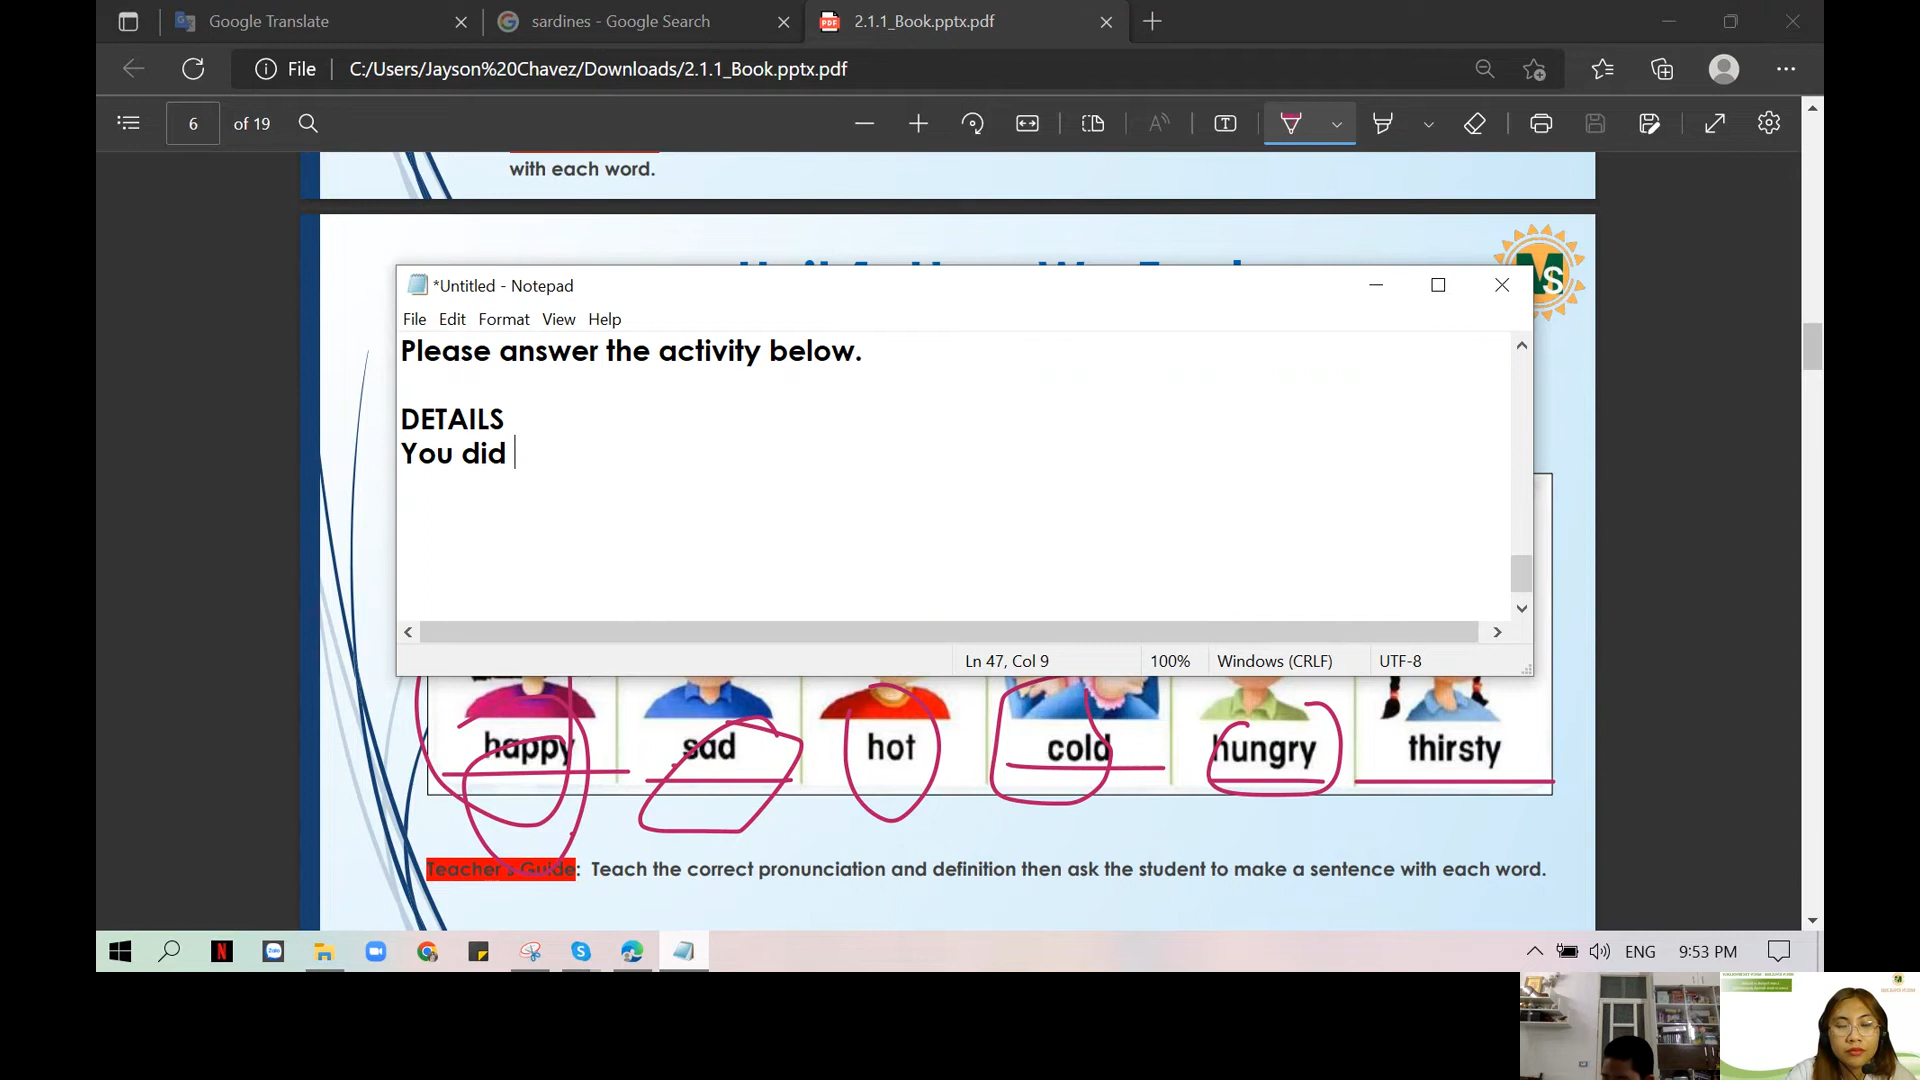 Google Translate
sardines - Google Search
2.1.1_Book.pptx.pdf
File
C:/Users/Jayson%20Chavez/Downloads/2.1.1_Book.pptx.pdf
6 of 19
with each word.
*Untitled - Notepad
File Edit Format View Help
Please answer the activity below.
DETAILS
You did
Ln 47, Col 9
100%
Windows (CRLF)
UTF-8
happy
sad
hot
cold
hungry
thirsty
Teacher's Guide: Teach the correct pronunciation and definition then ask the student to make a sentence with each word.
ENG
9:53 PM